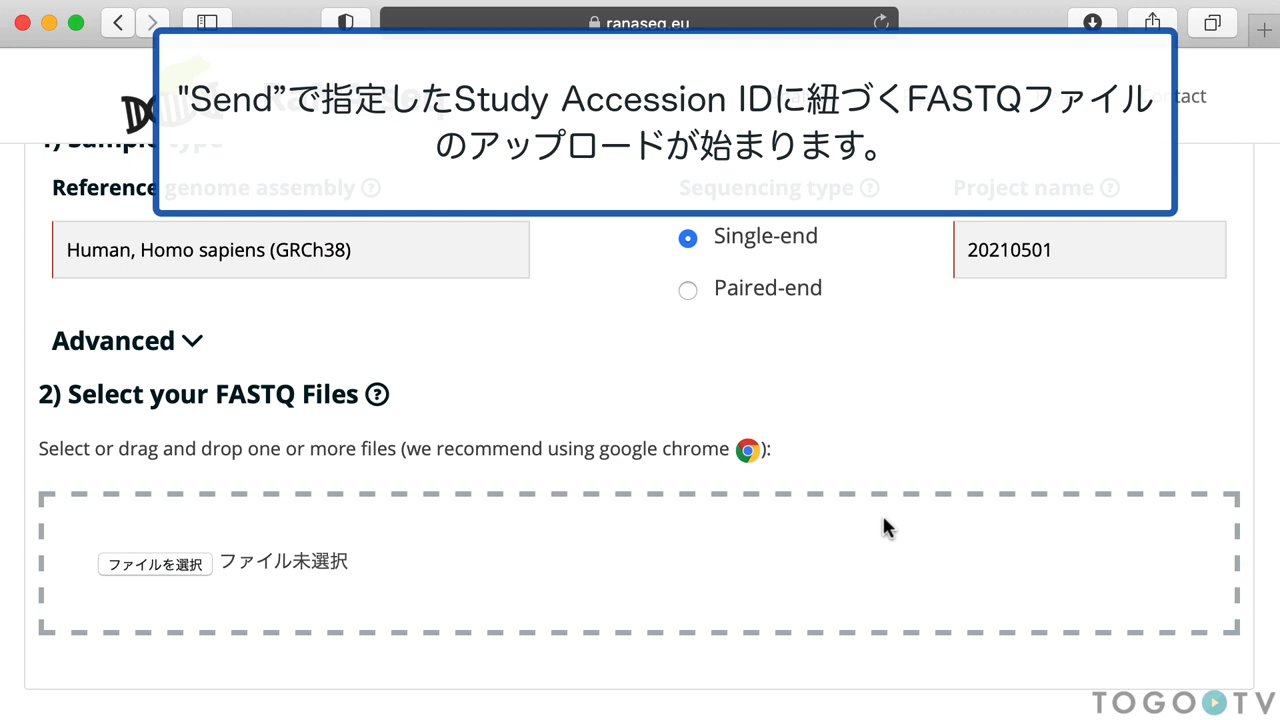 ranaseq.eu
"Send”で指定したStudy Accession IDに紐づくFASTQファイル
のアップロードが始まります。
Contact
1) Sample type
Reference genome assembly ?
Sequencing type ?
Project name ?
Human, Homo sapiens (GRCh38)
Single-end
20210501
Paired-end
Advanced
2) Select your FASTQ Files ?
Select or drag and drop one or more files (we recommend using google chrome ):
ファイルを選択 ファイル未選択
TOGO TV